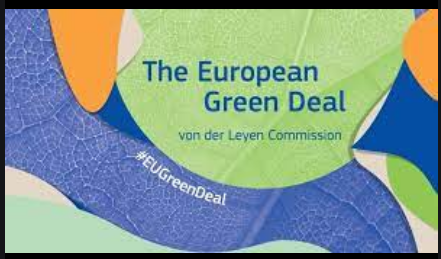 The European
Green Deal
von der Leyen Commission
#EUGreenDeal